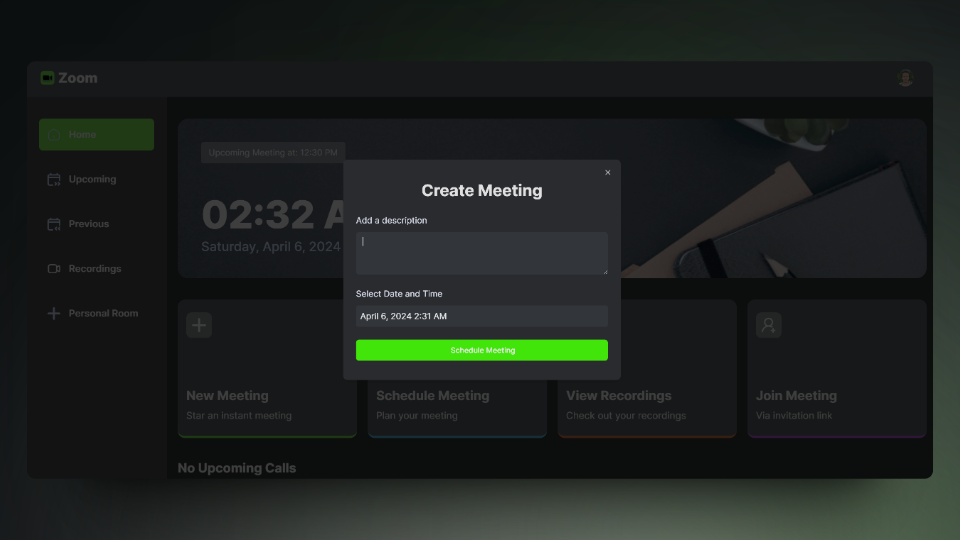 Zoom
Home
Upcoming
Previous
Recordings
Personal Room
Upcoming Meeting at: 12:30 PM
02:32 A
Saturday, April 6, 2024
×
Create Meeting
Add a description
Select Date and Time
April 6, 2024 2:31 AM
Schedule Meeting
New Meeting
Star an instant meeting
Schedule Meeting
Plan your meeting
View Recordings
Check out your recordings
Join Meeting
Via invitation link
No Upcoming Calls